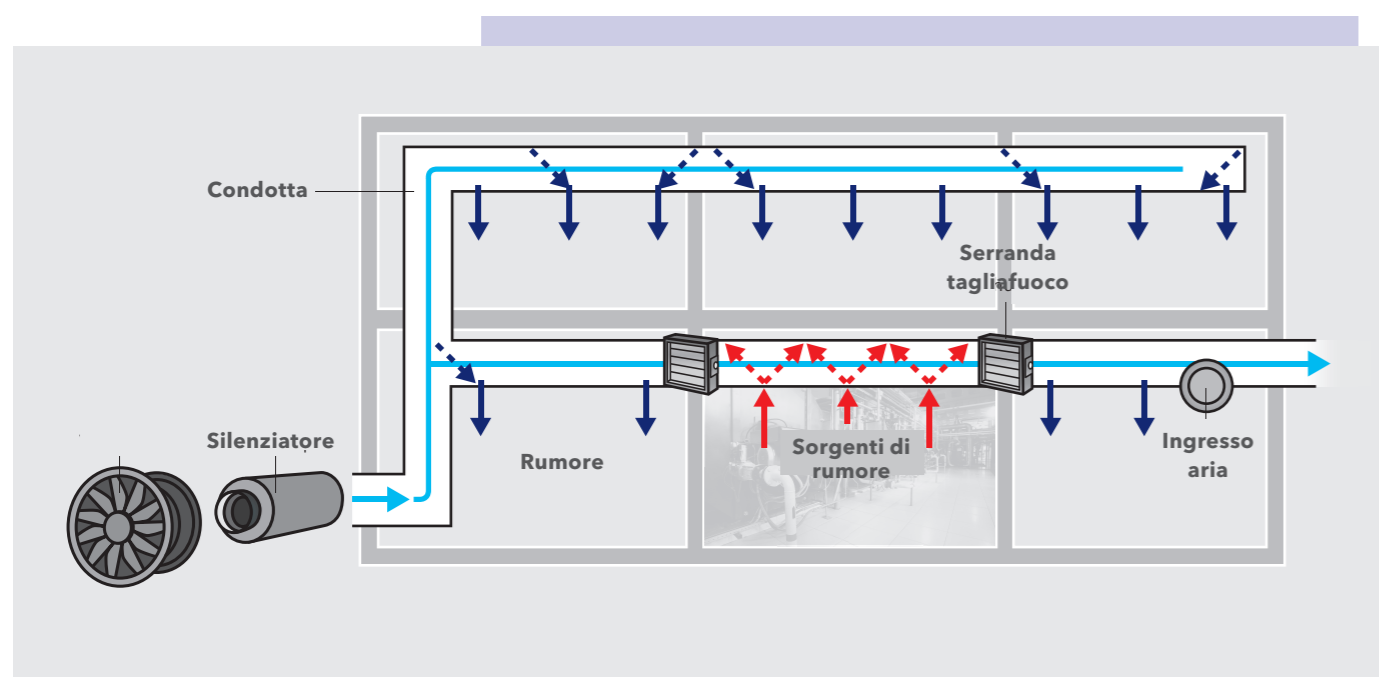 Condotta
Serranda
tagliafuoco
Silenziatore
Rumore
Sorgenti di
rumore
Ingresso
aria